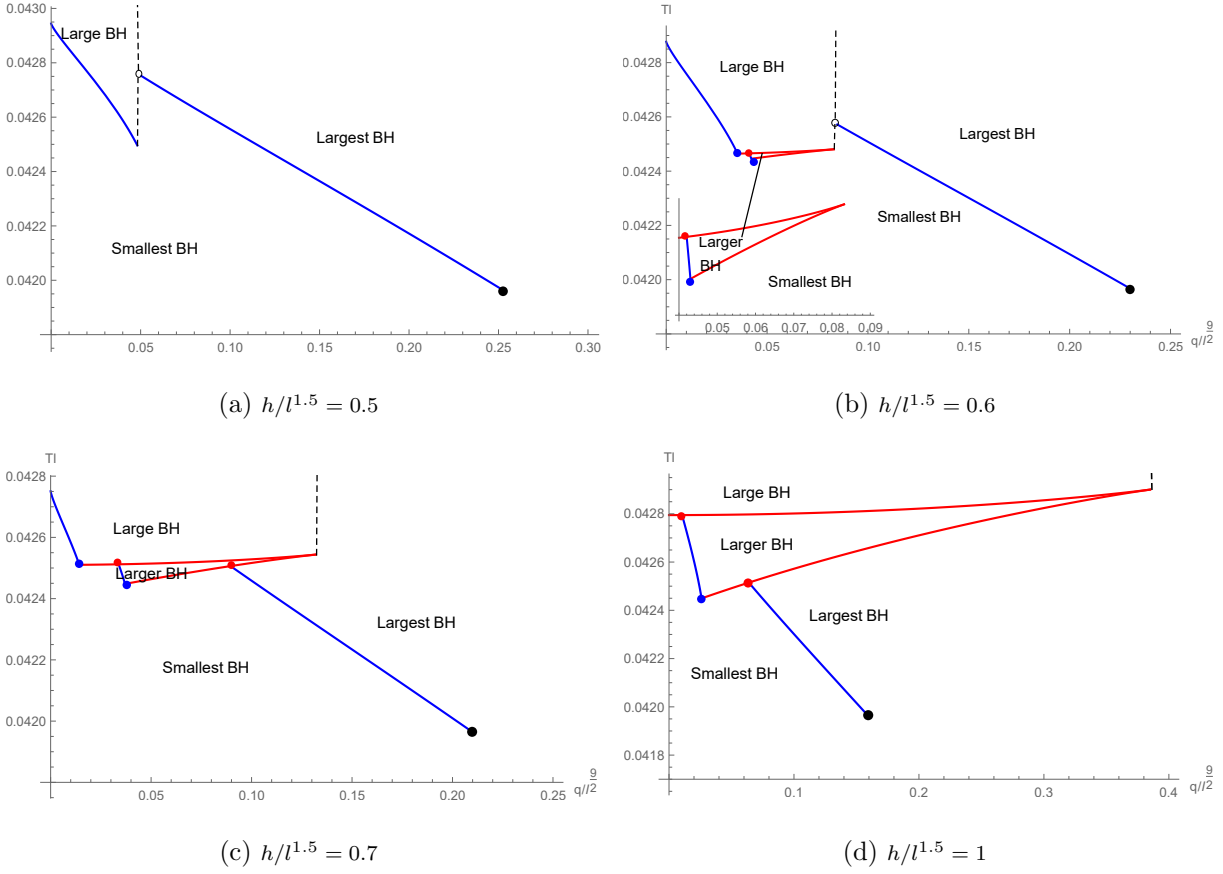 0.0430
Large BH
0.0428
0.0426
Largest BH
0.0424
0.0422
Smallest BH
0.0420
0.05 0.10 0.15 0.20 0.25 0.30
(a) h/l^1.5 = 0.5
Tl
Large BH
0.0428
0.0426
Largest BH
0.0424
0.0422
Smallest BH
Larger
BH
Smallest BH
0.0420
0.05 0.06 0.07 0.08 0.09
0.05 0.10 0.15 0.20 0.25
q/l^(9/2)
(b) h/l^1.5 = 0.6
Tl
0.0428
Large BH
0.0426
Larger BH
0.0424
Largest BH
0.0422
Smallest BH
0.0420
0.05 0.10 0.15 0.20 0.25
q/l^(9/2)
(c) h/l^1.5 = 0.7
Tl
Large BH
0.0428
Larger BH
0.0426
0.0424
Largest BH
0.0422
Smallest BH
0.0420
0.0418
0.1 0.2 0.3 0.4
q/l^(9/2)
(d) h/l^1.5 = 1